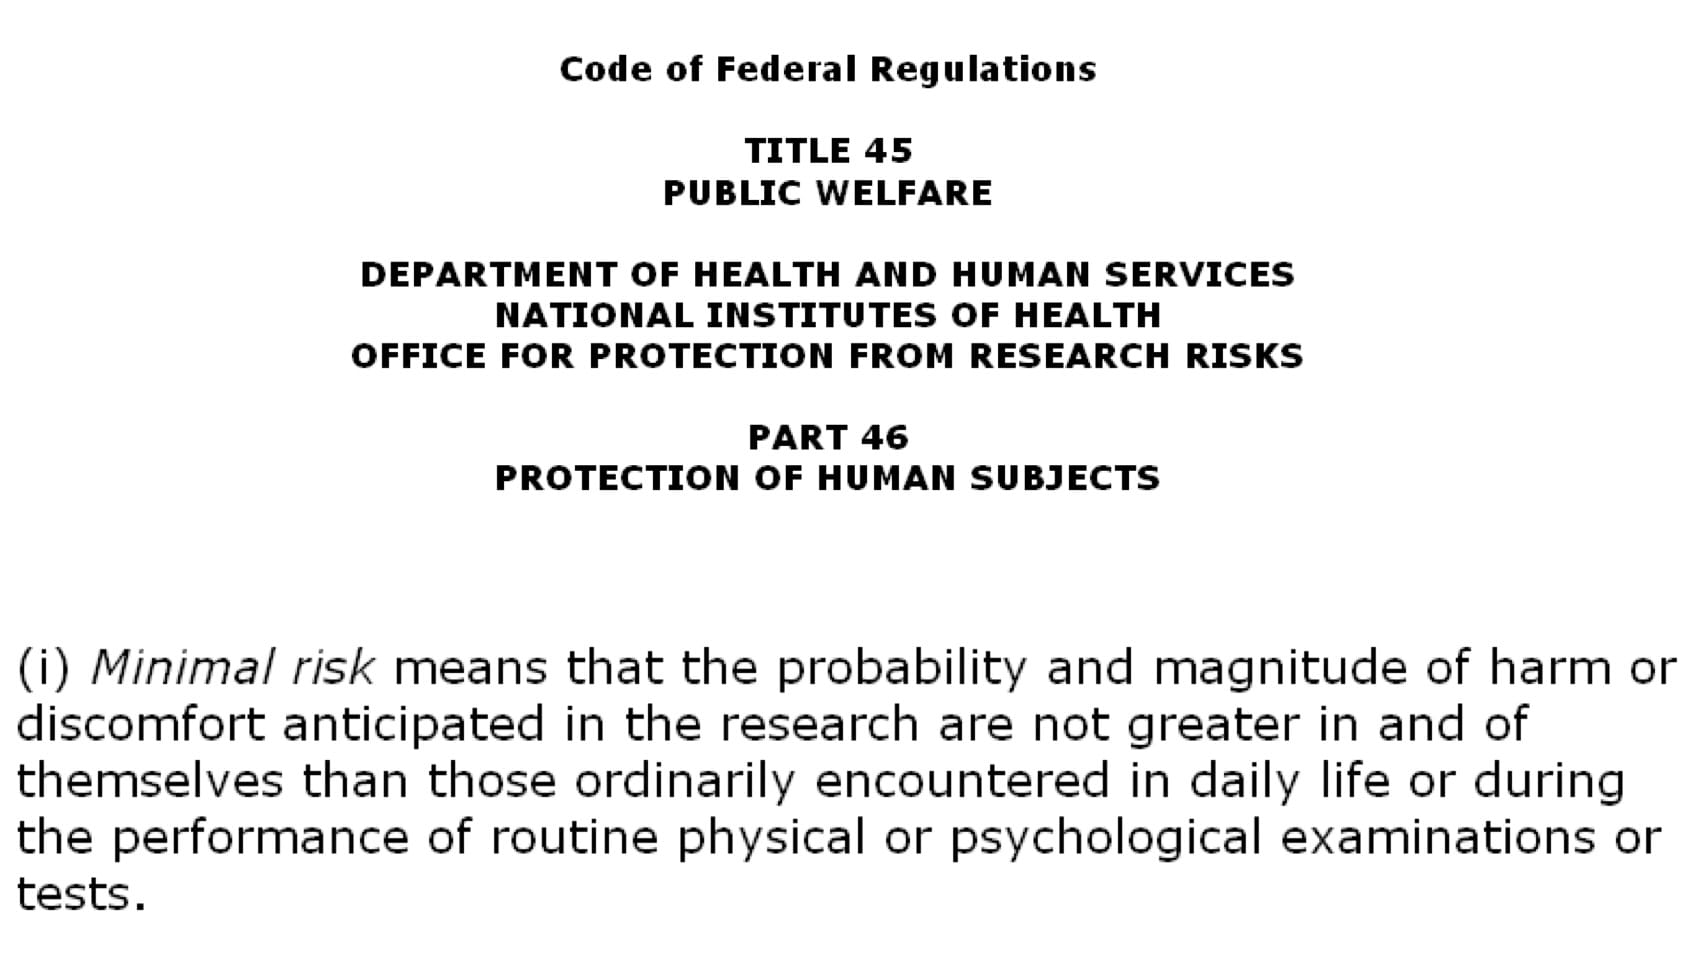 Code of Federal Regulations
TITLE 45
PUBLIC WELFARE
DEPARTMENT OF HEALTH AND HUMAN SERVICES
NATIONAL INSTITUTES OF HEALTH
OFFICE FOR PROTECTION FROM RESEARCH RISKS
PART 46
PROTECTION OF HUMAN SUBJECTS
(i) Minimal risk means that the probability and magnitude of harm or
discomfort anticipated in the research are not greater in and of
themselves than those ordinarily encountered in daily life or during
the performance of routine physical or psychological examinations or
tests.